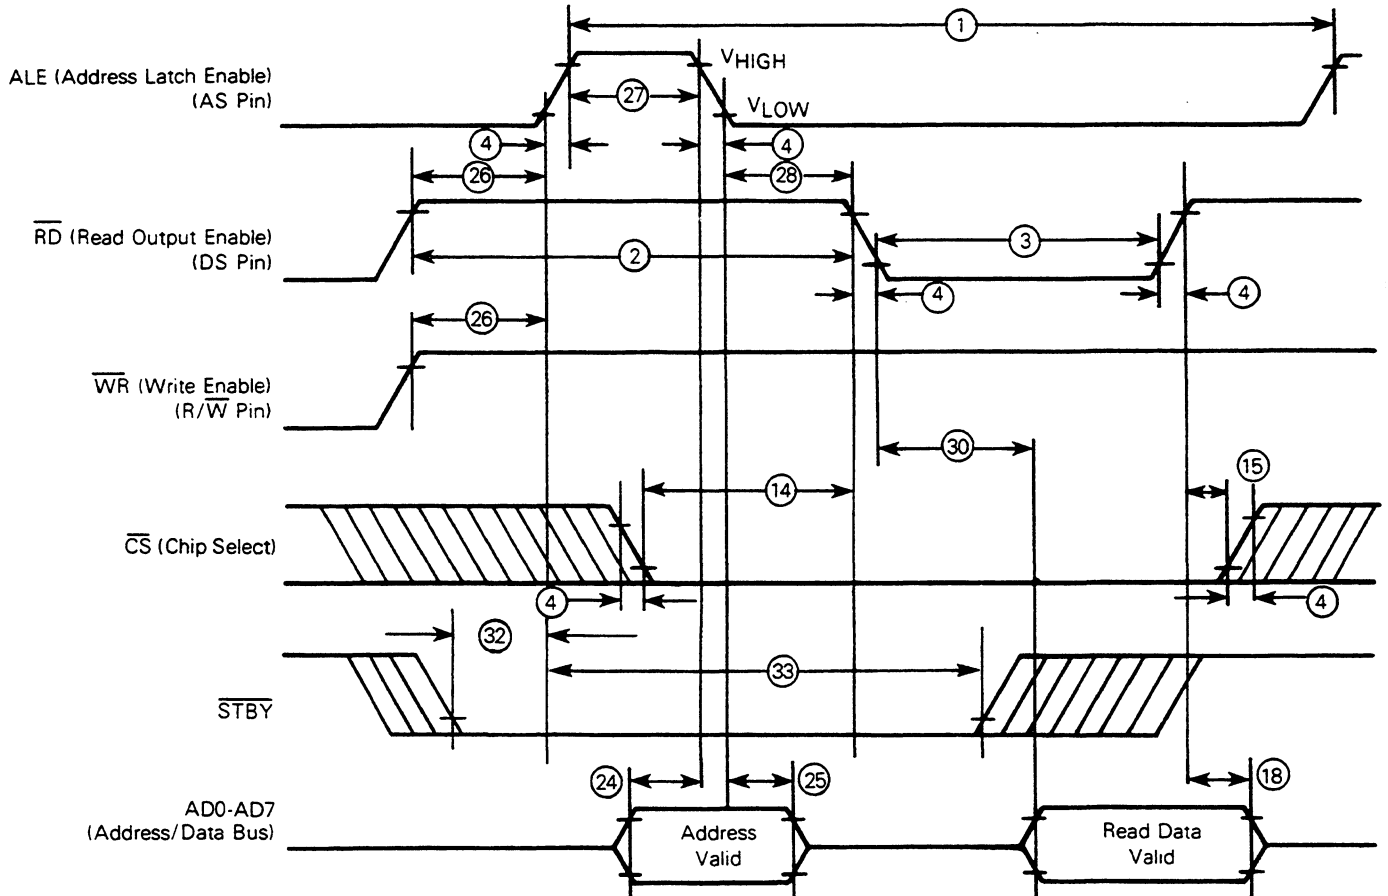 1
ALE (Address Latch Enable)
(AS Pin)
VHIGH
27
VLOW
4
4
26
28
RD (Read Output Enable)
(DS Pin)
2
3
4
4
26
WR (Write Enable)
(R/W Pin)
30
14
15
CS (Chip Select)
4
4
32
33
STBY
24
25
18
AD0-AD7
(Address/Data Bus)
Address
Valid
Read Data
Valid